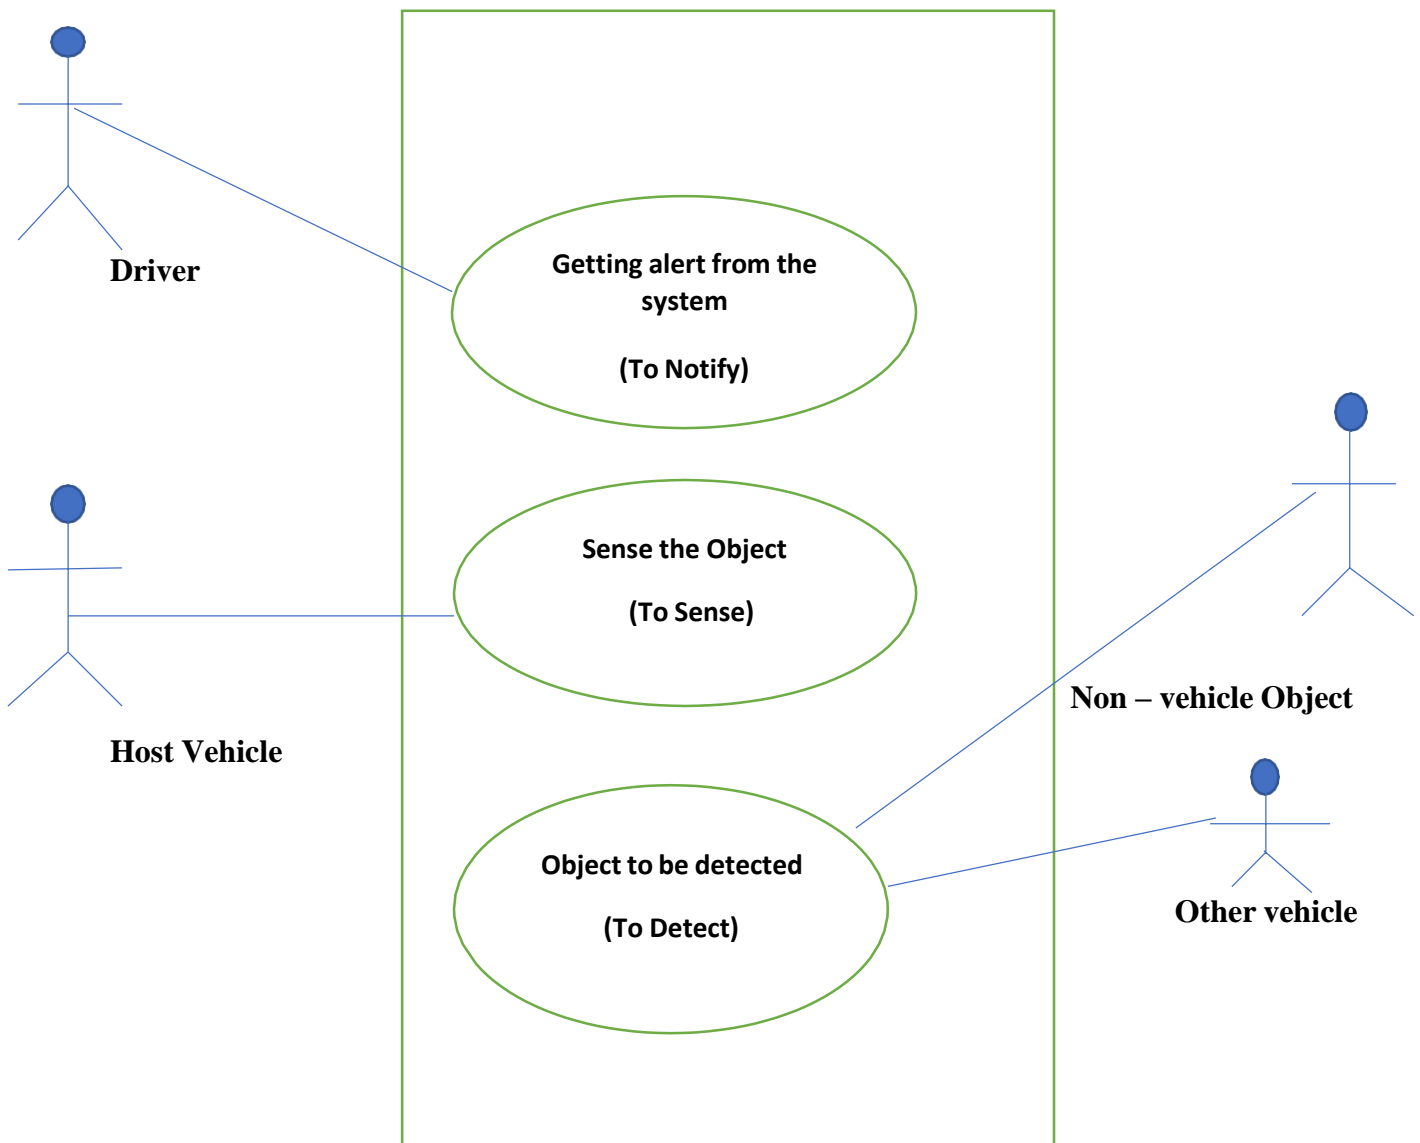 Driver
Getting alert from the
system
(To Notify)
Sense the Object
(To Sense)
Host Vehicle
Non – vehicle Object
Object to be detected
(To Detect)
Other vehicle